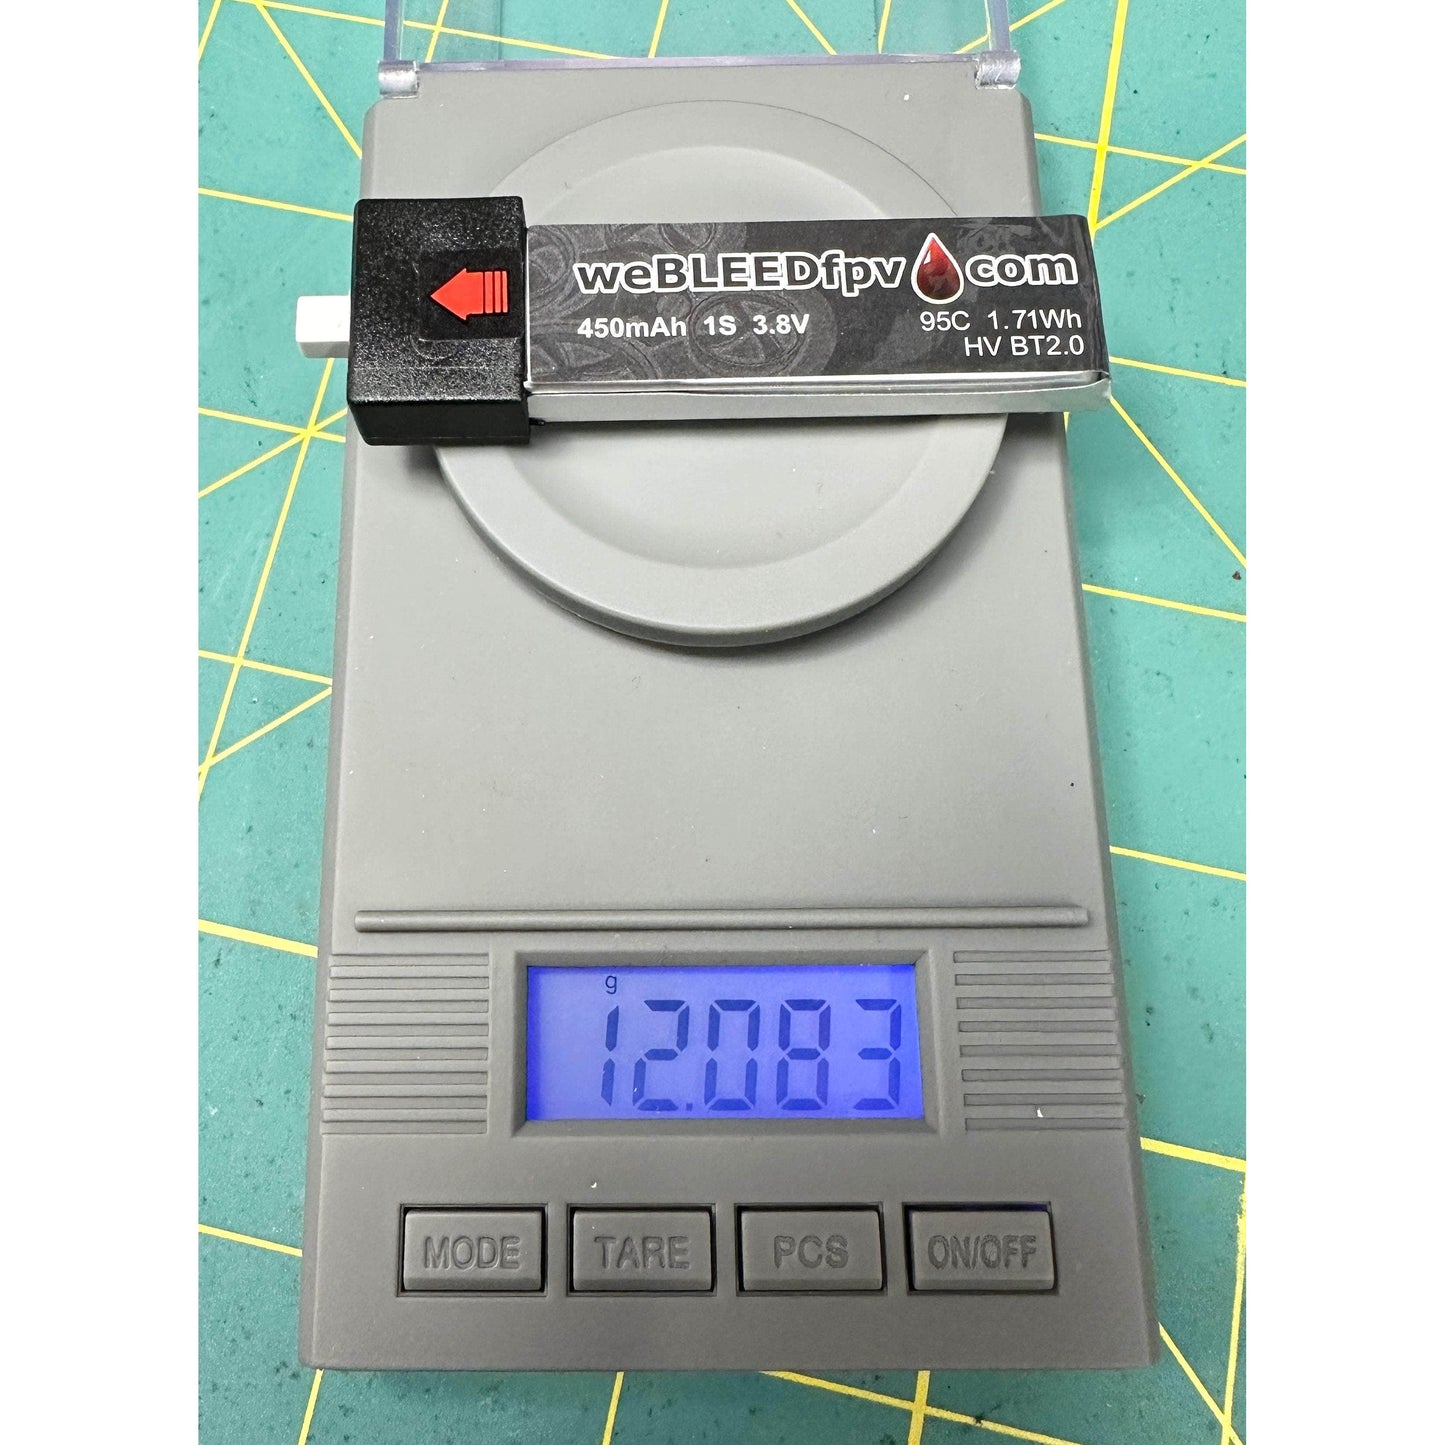 weBLEEDfpv com
450mAh 1S 3.8V
95C 1.71Wh
HV BT2.0
g
12.083
MODE
TARE
PCS
ON/OFF